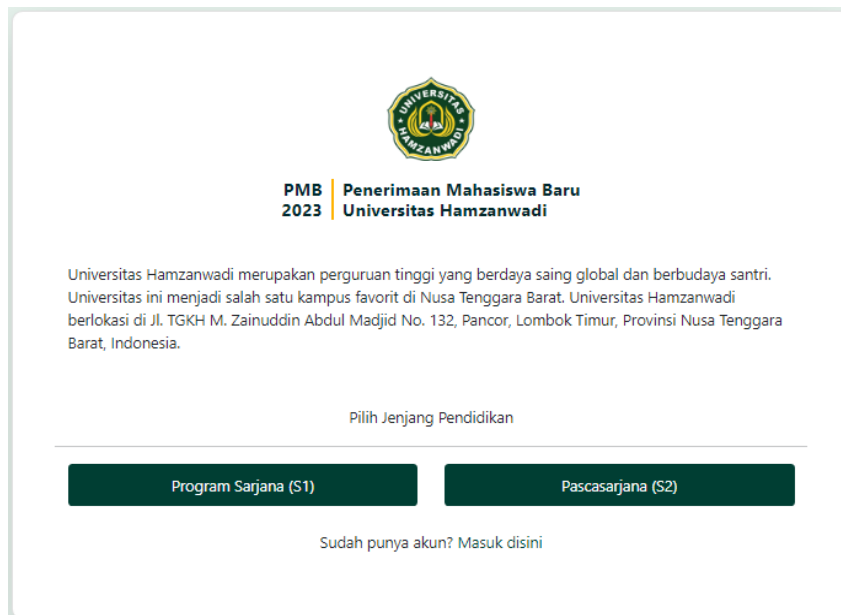 UNIVERSITAS
HAMZANWADI
PMB
2023
Penerimaan Mahasiswa Baru
Universitas Hamzanwadi
Universitas Hamzanwadi merupakan perguruan tinggi yang berdaya saing global dan berbudaya santri.
Universitas ini menjadi salah satu kampus favorit di Nusa Tenggara Barat. Universitas Hamzanwadi
berlokasi di Jl. TGKH M. Zainuddin Abdul Madjid No. 132, Pancor, Lombok Timur, Provinsi Nusa Tenggara
Barat, Indonesia.
Pilih Jenjang Pendidikan
Program Sarjana (S1)
Pascasarjana (S2)
Sudah punya akun? Masuk disini